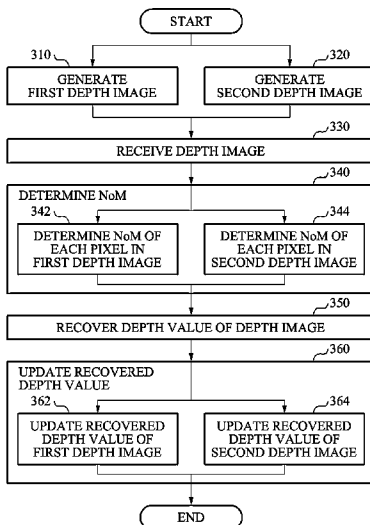 START
310
320
GENERATE
FIRST DEPTH IMAGE
GENERATE
SECOND DEPTH IMAGE
330
RECEIVE DEPTH IMAGE
340
DETERMINE NoM
342
344
DETERMINE NoM OF
EACH PIXEL IN
FIRST DEPTH IMAGE
DETERMINE NoM OF
EACH PIXEL IN
SECOND DEPTH IMAGE
350
RECOVER DEPTH VALUE OF DEPTH IMAGE
360
UPDATE RECOVERED
DEPTH VALUE
362
364
UPDATE RECOVERED
DEPTH VALUE OF
FIRST DEPTH IMAGE
UPDATE RECOVERED
DEPTH VALUE OF
SECOND DEPTH IMAGE
END